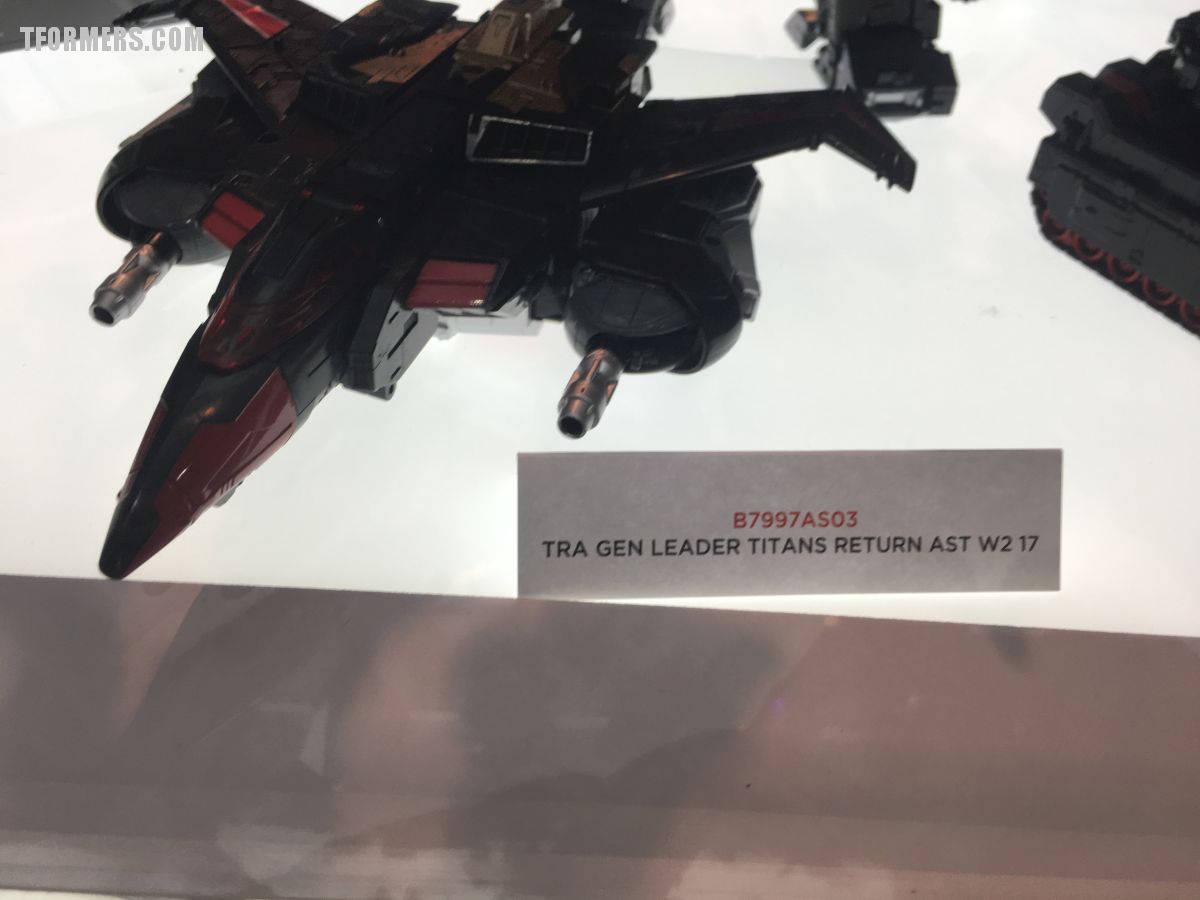 TFORMERS.COM
B7997AS03
TRA GEN LEADER TITANS RETURN AST W2 17